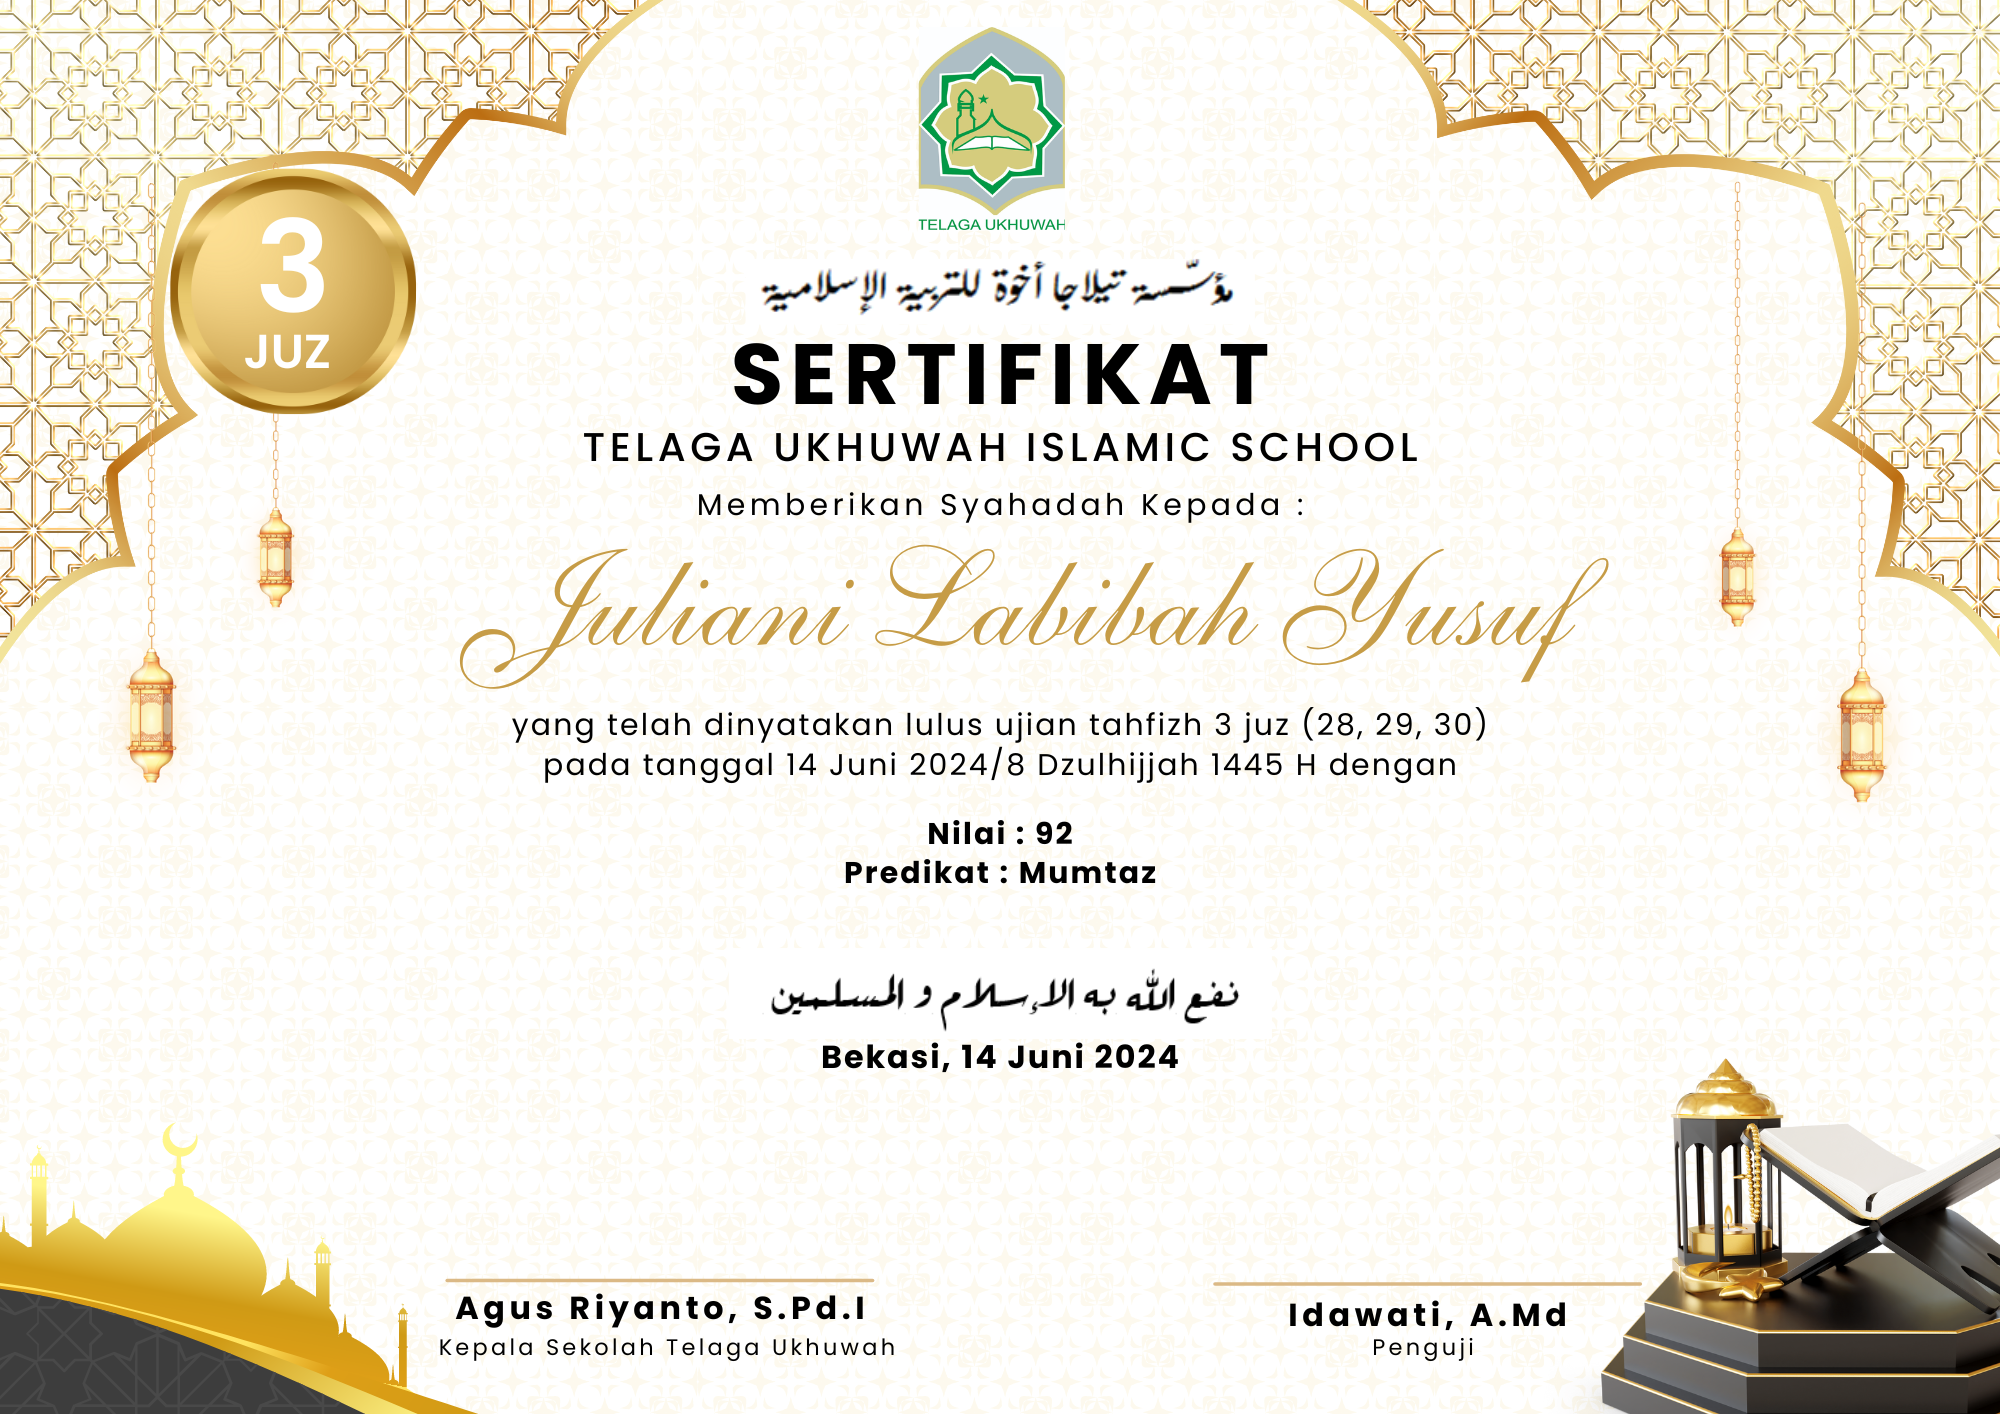 TELAGA UKHUWAH
3
JUZ
مؤسّسة تيلاجا أخوّة للتربية الإسلامية
SERTIFIKAT
TELAGA UKHUWAH ISLAMIC SCHOOL
Memberikan Syahadah Kepada :
Juliani Labibah Yusuf
yang telah dinyatakan lulus ujian tahfizh 3 juz (28, 29, 30)
pada tanggal 14 Juni 2024/8 Dzulhijjah 1445 H dengan
Nilai : 92
Predikat : Mumtaz
نفع الله به الإسلام و المسلمين
Bekasi, 14 Juni 2024
Agus Riyanto, S.Pd.I
Kepala Sekolah Telaga Ukhuwah
Idawati, A.Md
Penguji